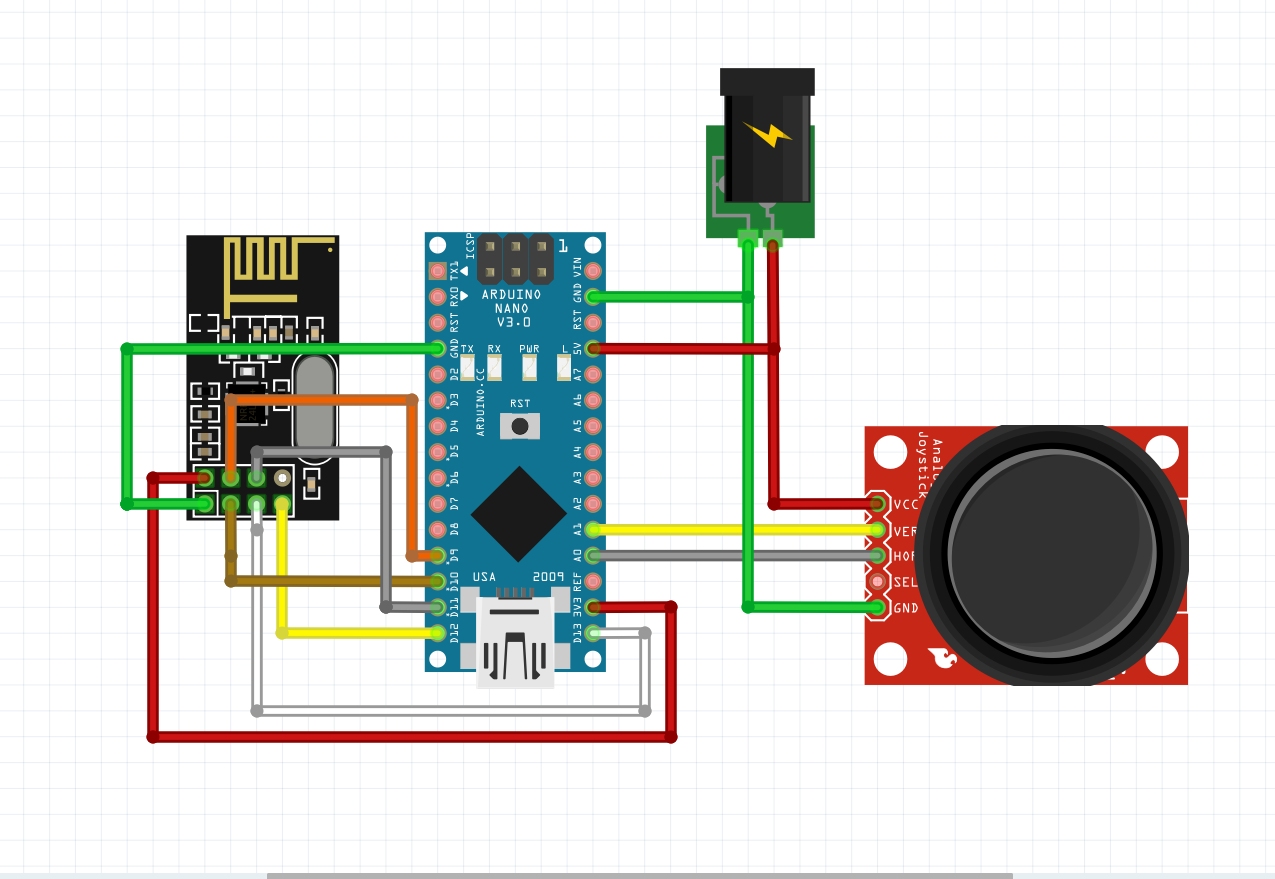 ICSP
1
TX1
RX0
RST
GND
D2
D3
D4
D5
D6
D7
D8
D9
D10
D11
D12
VIN
GND
RST
5V
A7
A6
A5
A4
A3
A2
A1
A0
REF
3V3
D13
ARDUINO
NANO
V3.0
TX RX PWR L
ARDUINO.CC
RST
USA 2009
VCC
VER
HOR
SEL
GND
Joystick